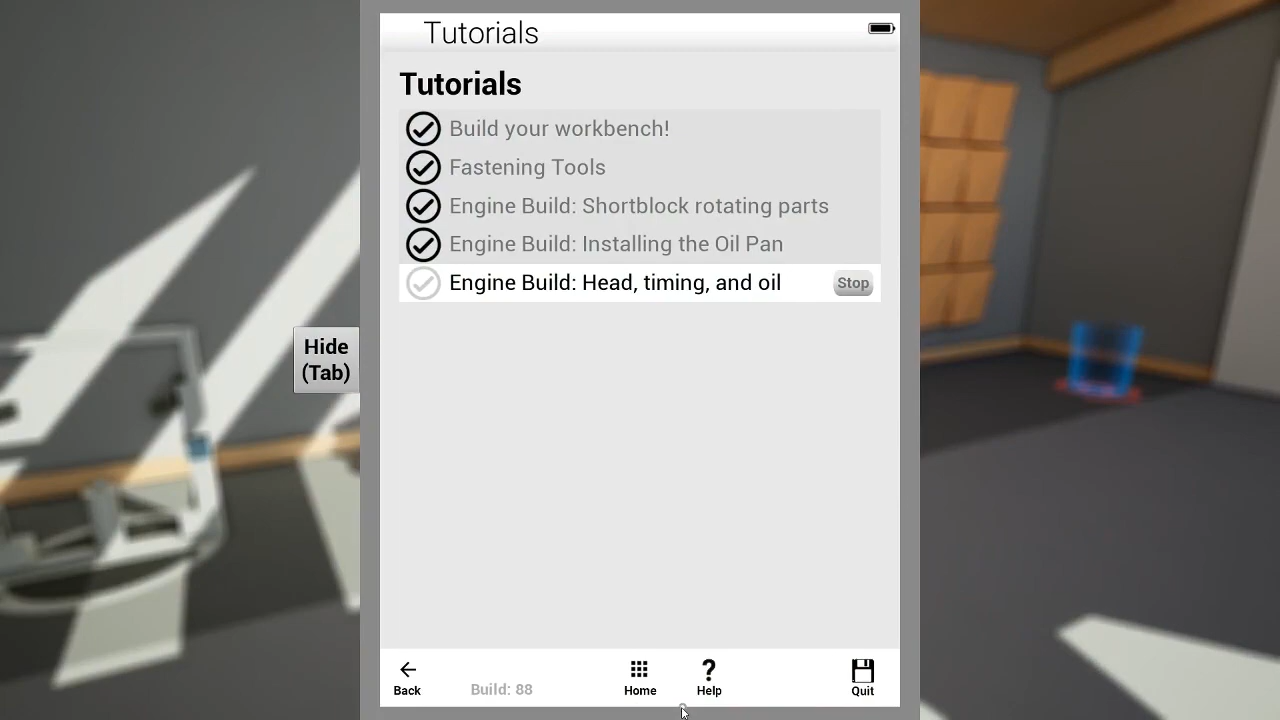 Tutorials
Tutorials
Build your workbench!
Fastening Tools
Engine Build: Shortblock rotating parts
Engine Build: Installing the Oil Pan
Engine Build: Head, timing, and oil
Stop
Hide
(Tab)
Back
Build: 88
Home
Help
Quit